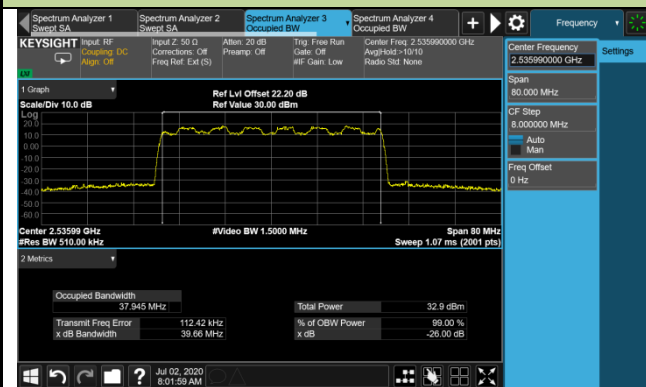 Spectrum Analyzer 1
Swept SA
Spectrum Analyzer 2
Swept SA
Spectrum Analyzer 3
Occupied BW
Spectrum Analyzer 4
Occupied BW
+
Frequency
KEYSIGHT
Input: RF
Coupling: DC
Align: Off
Input Z: 50 Ω
Corrections: Off
Freq Ref: Ext (S)
Atten: 20 dB
Preamp: Off
Trig: Free Run
Gate: Off
#IF Gain: Low
Center Freq: 2.535990000 GHz
Avg|Hold:>10/10
Radio Std: None
Center Frequency
2.535990000 GHz
Settings
Span
80.000 MHz
CF Step
8.000000 MHz
Auto
Man
Freq Offset
0 Hz
LW
1 Graph
Scale/Div 10.0 dB
Ref Lvl Offset 22.20 dB
Ref Value 30.00 dBm
Log
20.0
10.0
0.00
-10.0
-20.0
-30.0
-40.0
-50.0
-60.0
Center 2.53599 GHz
#Res BW 510.00 kHz
#Video BW 1.5000 MHz
Span 80 MHz
Sweep 1.07 ms (2001 pts)
2 Metrics
Occupied Bandwidth
37.945 MHz
Total Power
32.9 dBm
Transmit Freq Error
112.42 kHz
% of OBW Power
99.00 %
x dB Bandwidth
39.66 MHz
x dB
-26.00 dB
?
Jul 02, 2020
8:01:59 AM